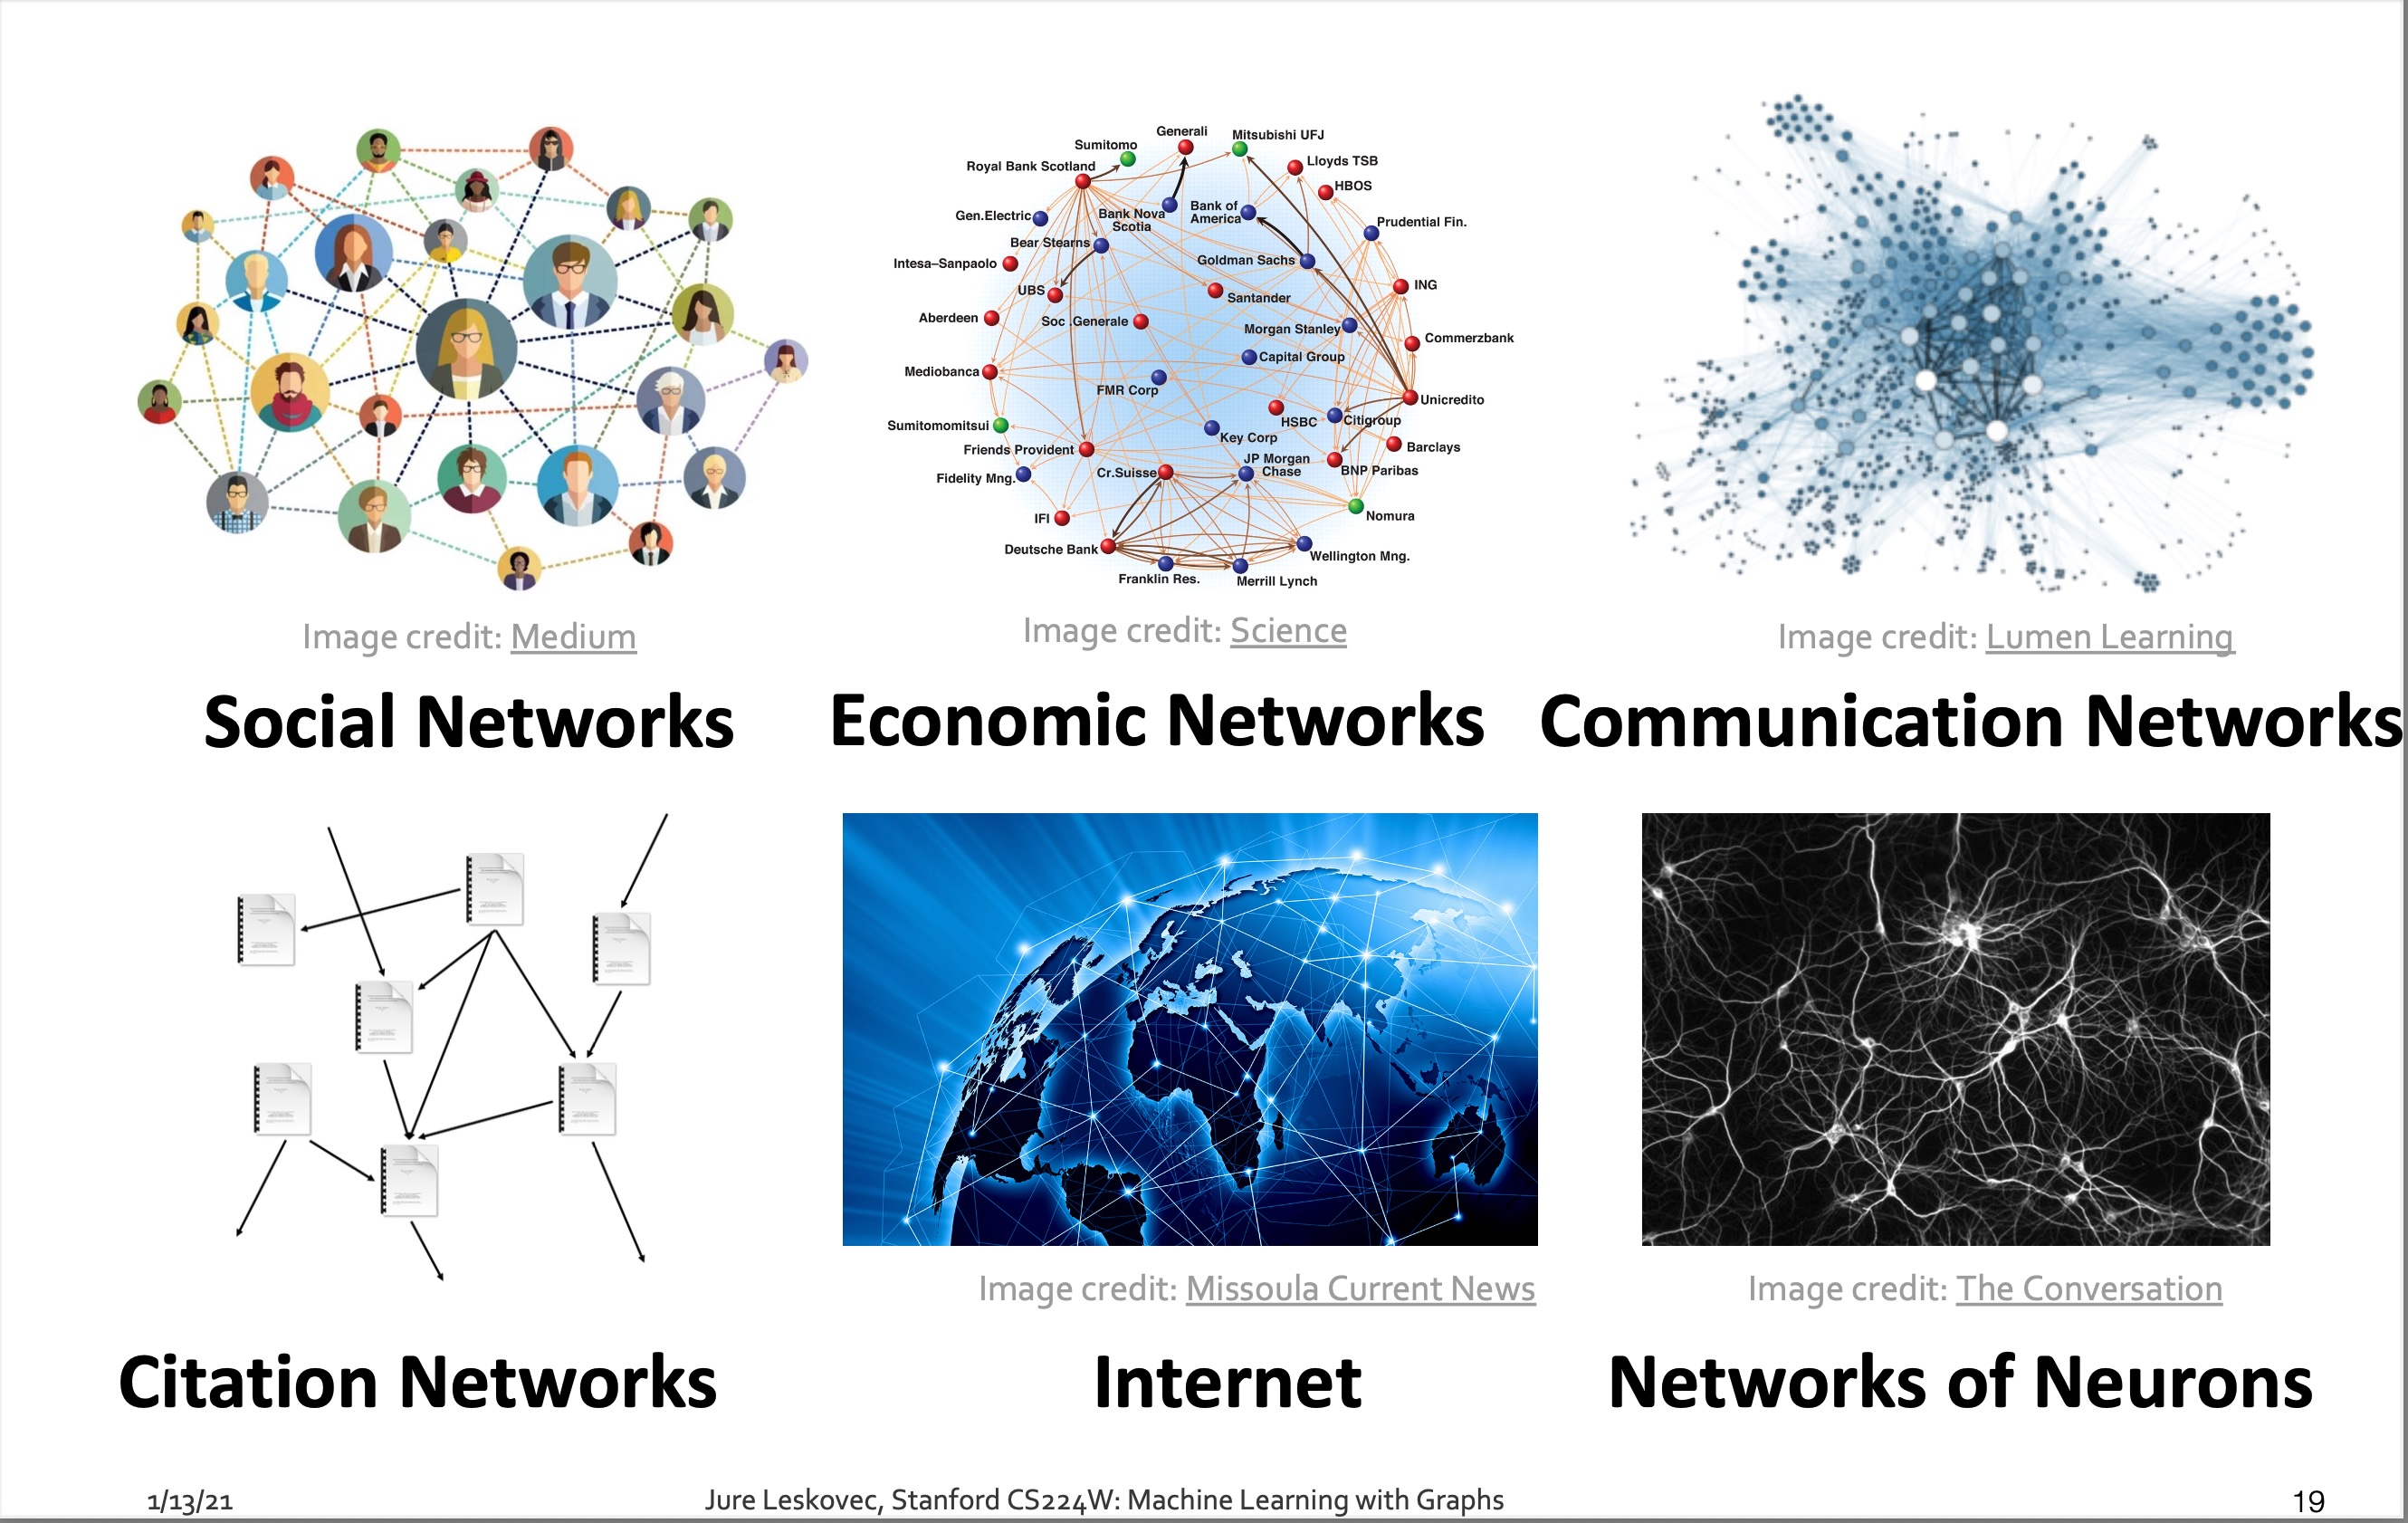 Generali
Mitsubishi UFJ
Sumitomo
Royal Bank Scotland
Lloyds TSB
HBOS
Gen.Electric
Bank Nova
Scotia
Bank of
America
Prudential Fin.
Bear Stearns
Intesa–Sanpaolo
Goldman Sachs
UBS
Santander
ING
Aberdeen
Soc .Generale
Morgan Stanley
Commerzbank
Capital Group
Mediobanca
FMR Corp
Unicredito
Sumitomomitsui
HSBC
Citigroup
Key Corp
Barclays
Friends Provident
JP Morgan
Chase
BNP Paribas
Fidelity Mng.
Cr.Suisse
IFI
Nomura
Deutsche Bank
Wellington Mng.
Franklin Res.
Merrill Lynch
Image credit: Medium
Image credit: Science
Image credit: Lumen Learning
Social Networks
Economic Networks
Communication Networks
Image credit: Missoula Current News
Image credit: The Conversation
Citation Networks
Internet
Networks of Neurons
1/13/21
Jure Leskovec, Stanford CS224W: Machine Learning with Graphs
19